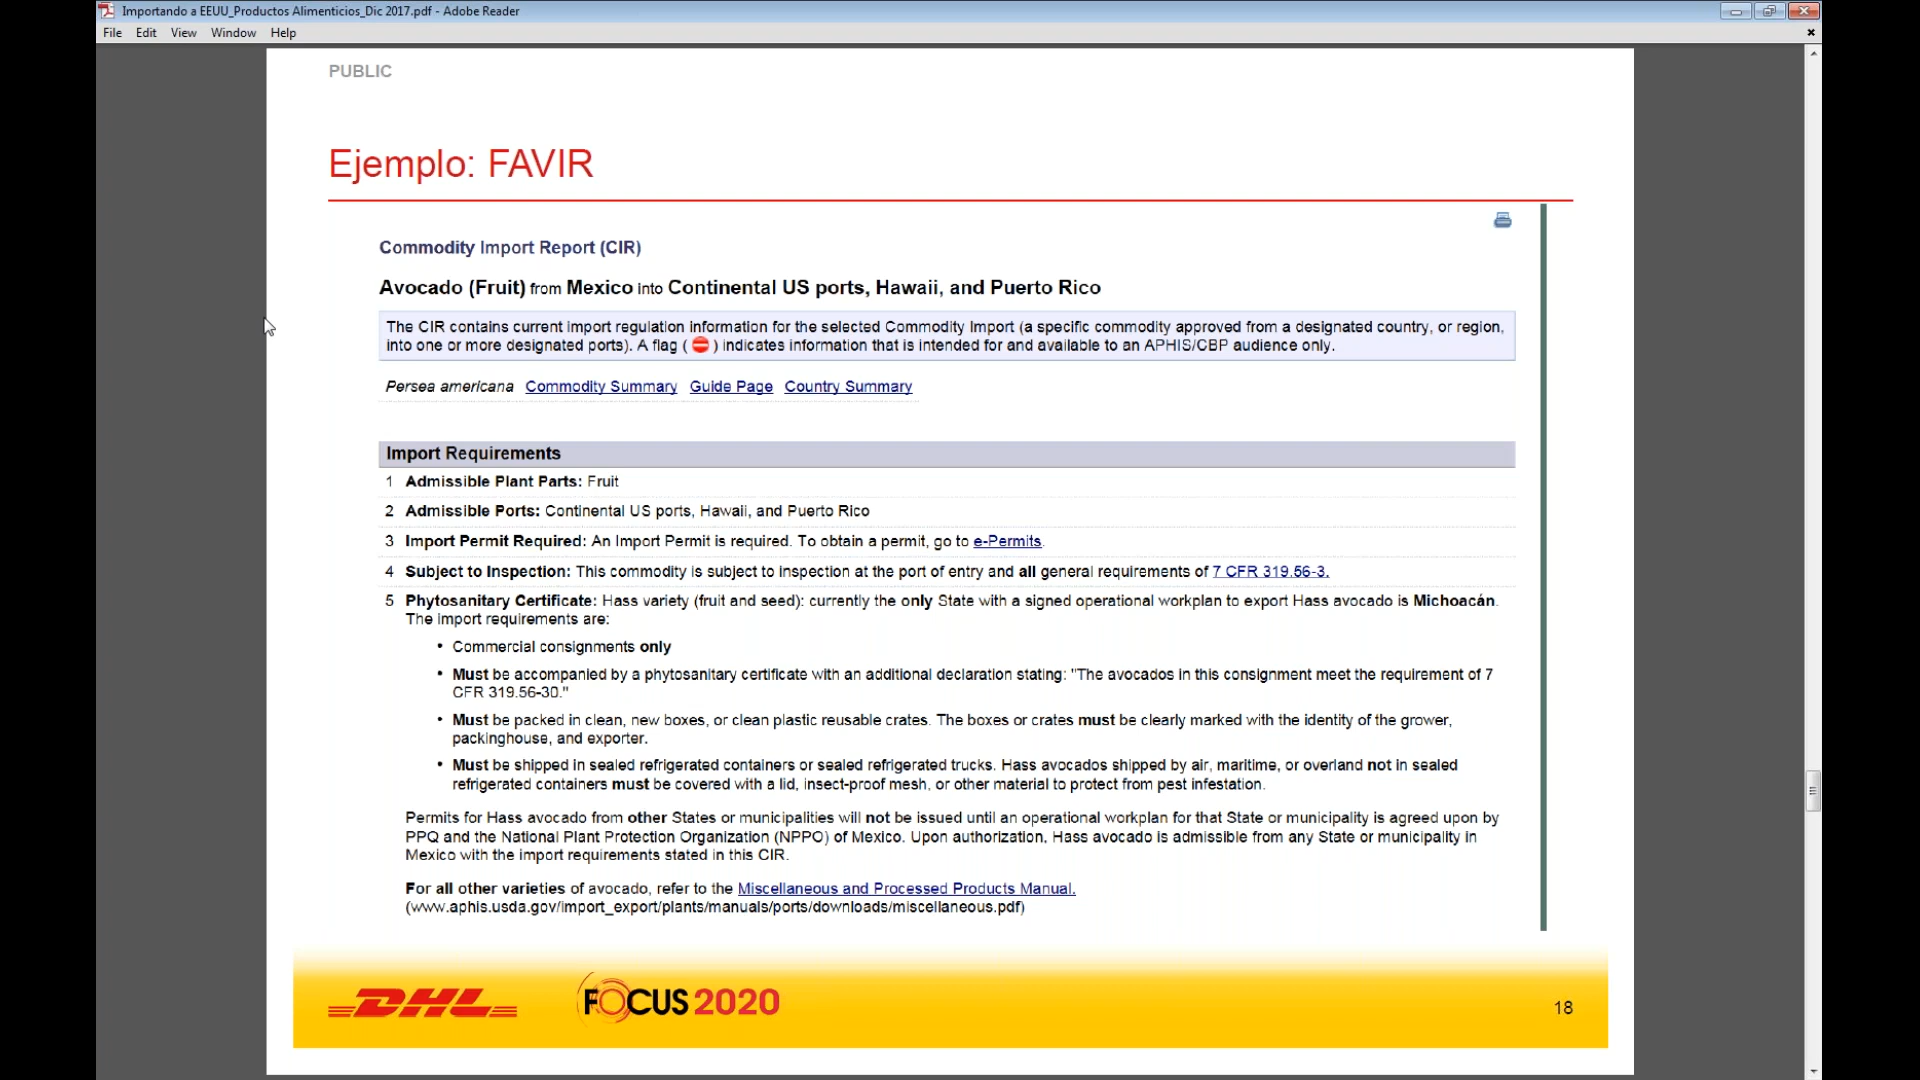 Importando a EEUU_Productos Alimenticios_Dic 2017.pdf - Adobe Reader
File Edit View Window Help
PUBLIC
Ejemplo: FAVIR
Commodity Import Report (CIR)
Avocado (Fruit) from Mexico into Continental US ports, Hawaii, and Puerto Rico
The CIR contains current import regulation information for the selected Commodity Import (a specific commodity approved from a designated country, or region,
into one or more designated ports). A flag ( ) indicates information that is intended for and available to an APHIS/CBP audience only.
Persea americana Commodity Summary Guide Page Country Summary
Import Requirements
1 Admissible Plant Parts: Fruit
2 Admissible Ports: Continental US ports, Hawaii, and Puerto Rico
3 Import Permit Required: An Import Permit is required. To obtain a permit, go to e-Permits.
4 Subject to Inspection: This commodity is subject to inspection at the port of entry and all general requirements of 7 CFR 319.56-3.
5 Phytosanitary Certificate: Hass variety (fruit and seed): currently the only State with a signed operational workplan to export Hass avocado is Michoacán.
The import requirements are:
• Commercial consignments only
• Must be accompanied by a phytosanitary certificate with an additional declaration stating: "The avocados in this consignment meet the requirement of 7
CFR 319.56-30."
• Must be packed in clean, new boxes, or clean plastic reusable crates. The boxes or crates must be clearly marked with the identity of the grower,
packinghouse, and exporter.
• Must be shipped in sealed refrigerated containers or sealed refrigerated trucks. Hass avocados shipped by air, maritime, or overland not in sealed
refrigerated containers must be covered with a lid, insect-proof mesh, or other material to protect from pest infestation.
Permits for Hass avocado from other States or municipalities will not be issued until an operational workplan for that State or municipality is agreed upon by
PPQ and the National Plant Protection Organization (NPPO) of Mexico. Upon authorization, Hass avocado is admissible from any State or municipality in
Mexico with the import requirements stated in this CIR.
For all other varieties of avocado, refer to the Miscellaneous and Processed Products Manual.
(www.aphis.usda.gov/import_export/plants/manuals/ports/downloads/miscellaneous.pdf)
DHL FOCUS 2020 18